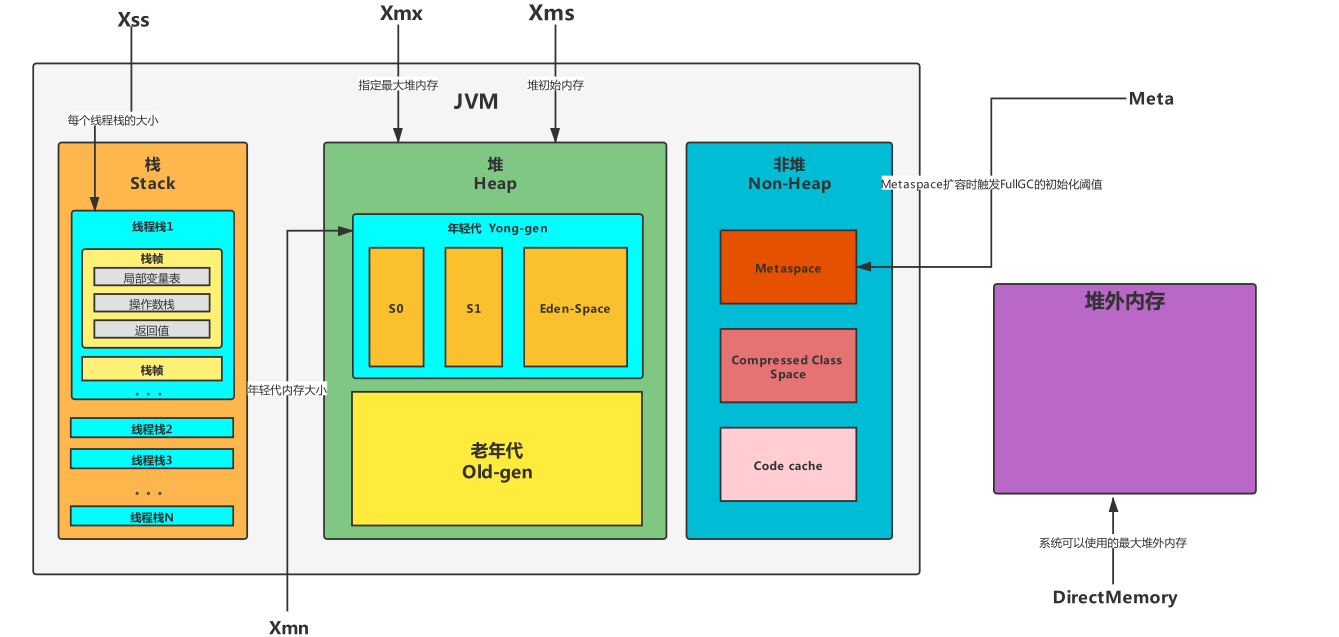 Xss
Xmx
Xms
指定最大堆内存
堆初始内存
JVM
Meta
每个线程栈的大小
栈
Stack
线程栈1
栈帧
局部变量表
操作数栈
返回值
栈帧
。。。
线程栈2
线程栈3
。。。
线程栈N
堆
Heap
年轻代 Yong-gen
S0
S1
Eden-Space
年轻代内存大小
老年代
Old-gen
Xmn
非堆
Non-Heap
Metaspace扩容时触发FullGC的初始化阈值
Metaspace
Compressed Class
Space
Code cache
堆外内存
系统可以使用的最大堆外内存
DirectMemory